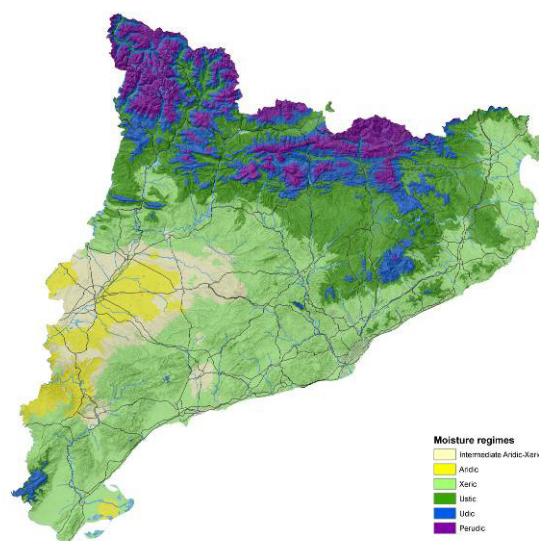 Moisture regimes
Intermediate Aridic-Xeric
Aridic
Xeric
Ustic
Udic
Perudic